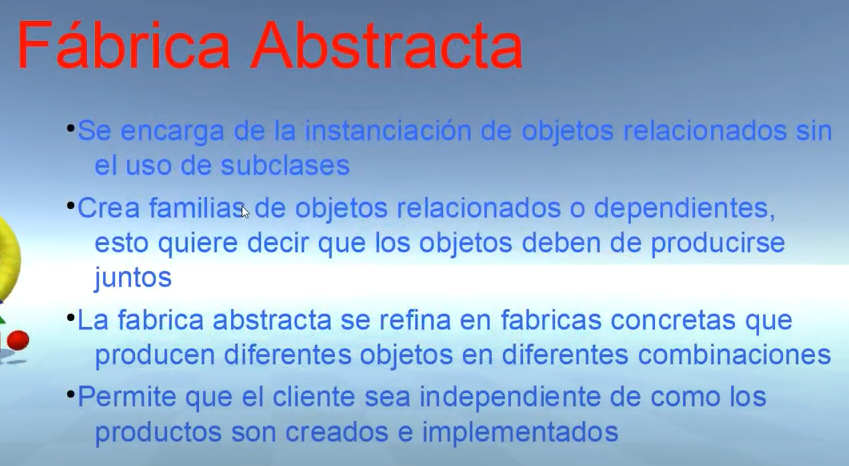 Fábrica Abstracta
•Se encarga de la instanciación de objetos relacionados sin
el uso de subclases
•Crea familias de objetos relacionados o dependientes,
esto quiere decir que los objetos deben de producirse
juntos
•La fabrica abstracta se refina en fabricas concretas que
producen diferentes objetos en diferentes combinaciones
•Permite que el cliente sea independiente de como los
productos son creados e implementados